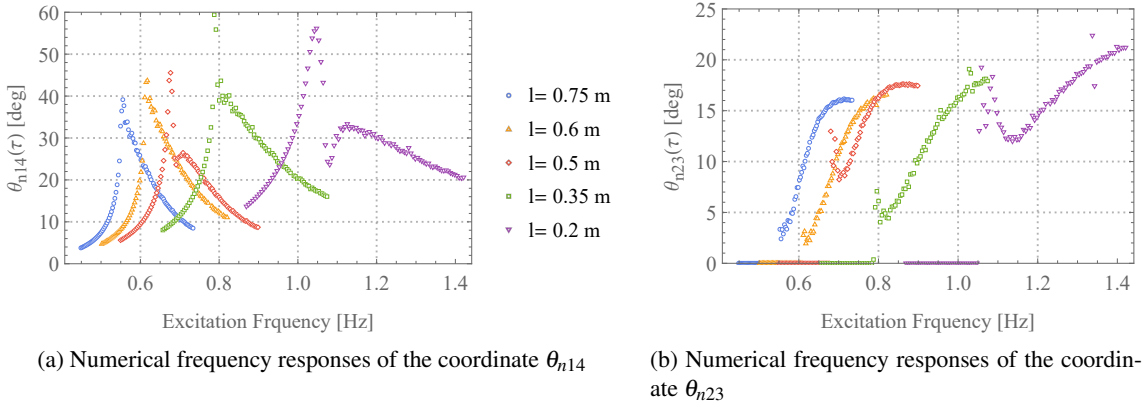 60
50
40
30
20
10
0
θn14(τ) [deg]
0.6 0.8 1.0 1.2 1.4
Excitation Frquency [Hz]
l= 0.75 m
l= 0.6 m
l= 0.5 m
l= 0.35 m
l= 0.2 m
25
20
15
10
5
0
θn23(τ) [deg]
0.6 0.8 1.0 1.2 1.4
Excitation Frquency [Hz]
(a) Numerical frequency responses of the coordinate θn14
(b) Numerical frequency responses of the coordin-
ate θn23